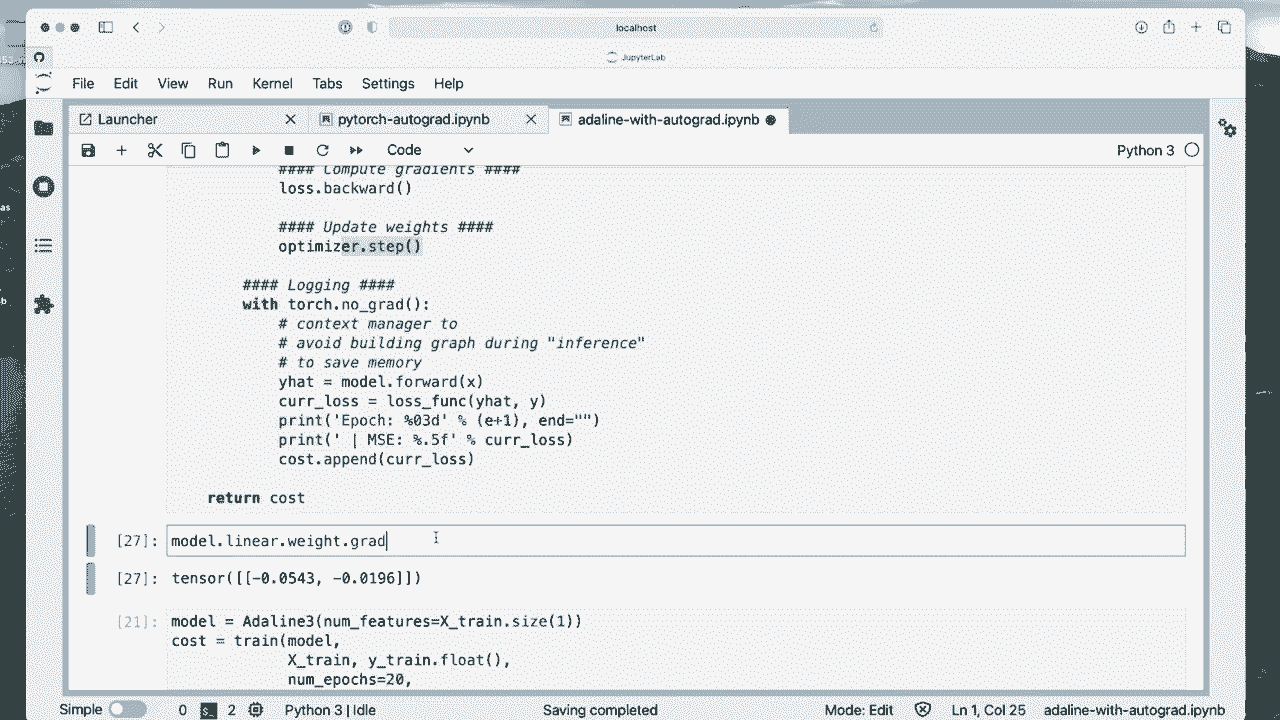 localhost
JupyterLab
File Edit View Run Kernel Tabs Settings Help
Launcher pytorch-autograd.ipynb adaline-with-autograd.ipynb
Code Python 3
#### Compute gradients ####
loss.backward()
#### Update weights ####
optimizer.step()
#### Logging ####
with torch.no_grad():
# context manager to
# avoid building graph during "inference"
# to save memory
yhat = model.forward(x)
curr_loss = loss_func(yhat, y)
print('Epoch: %03d' % (e+1), end="")
print(' | MSE: %.5f' % curr_loss)
cost.append(curr_loss)
return cost
[27]: model.linear.weight.grad
[27]: tensor([[-0.0543, -0.0196]])
[21]: model = Adaline3(num_features=X_train.size(1))
cost = train(model,
X_train, y_train.float(),
num_epochs=20,
Simple 0 2 Python 3 | Idle Saving completed Mode: Edit Ln 1, Col 25 adaline-with-autograd.ipynb